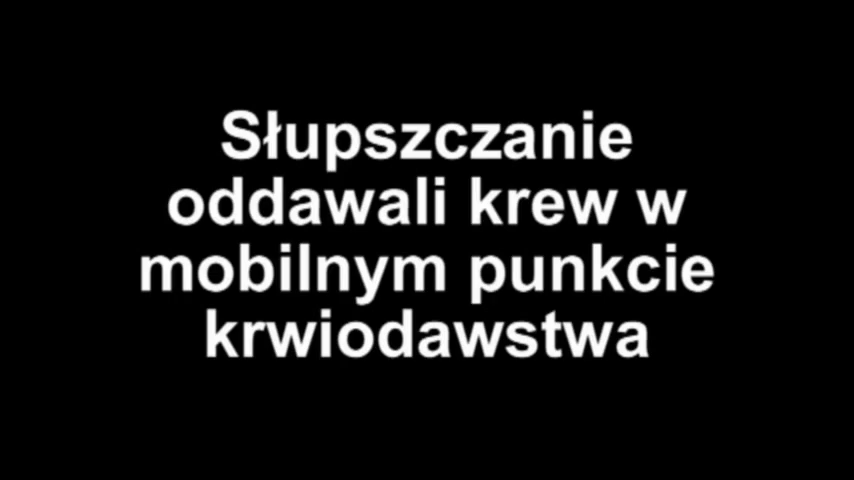 Słupszczanie
oddawali krew w
mobilnym punkcie
krwiodawstwa